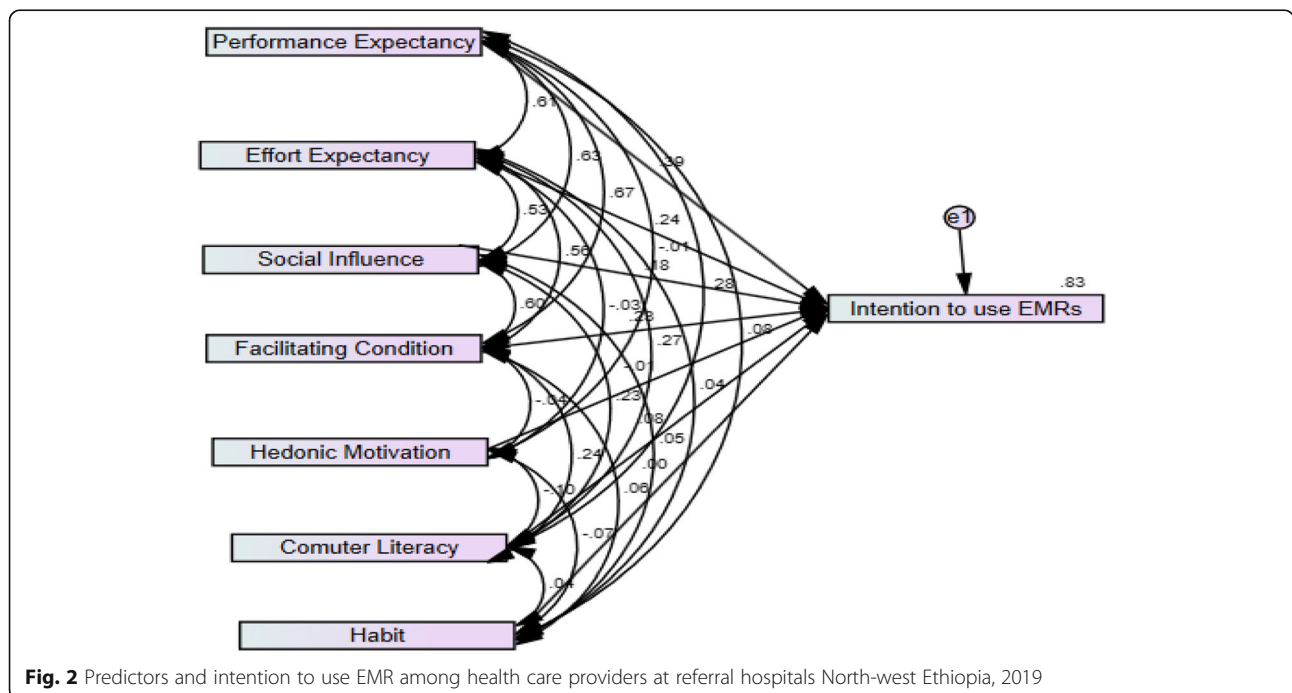 Performance Expectancy
.61
Effort Expectancy
.63
.39
.67
.53
.24
e1
Social Influence
.56
-.01
.18
.83
.28
Intention to use EMRs
.60
-.03
.23
.08
Facilitating Condition
.27
-.01
.04
-.04
.23
.08
.05
Hedonic Motivation
.24
.00
-.10
.06
-.07
Comuter Literacy
.04
Habit
Fig. 2 Predictors and intention to use EMR among health care providers at referral hospitals North-west Ethiopia, 2019